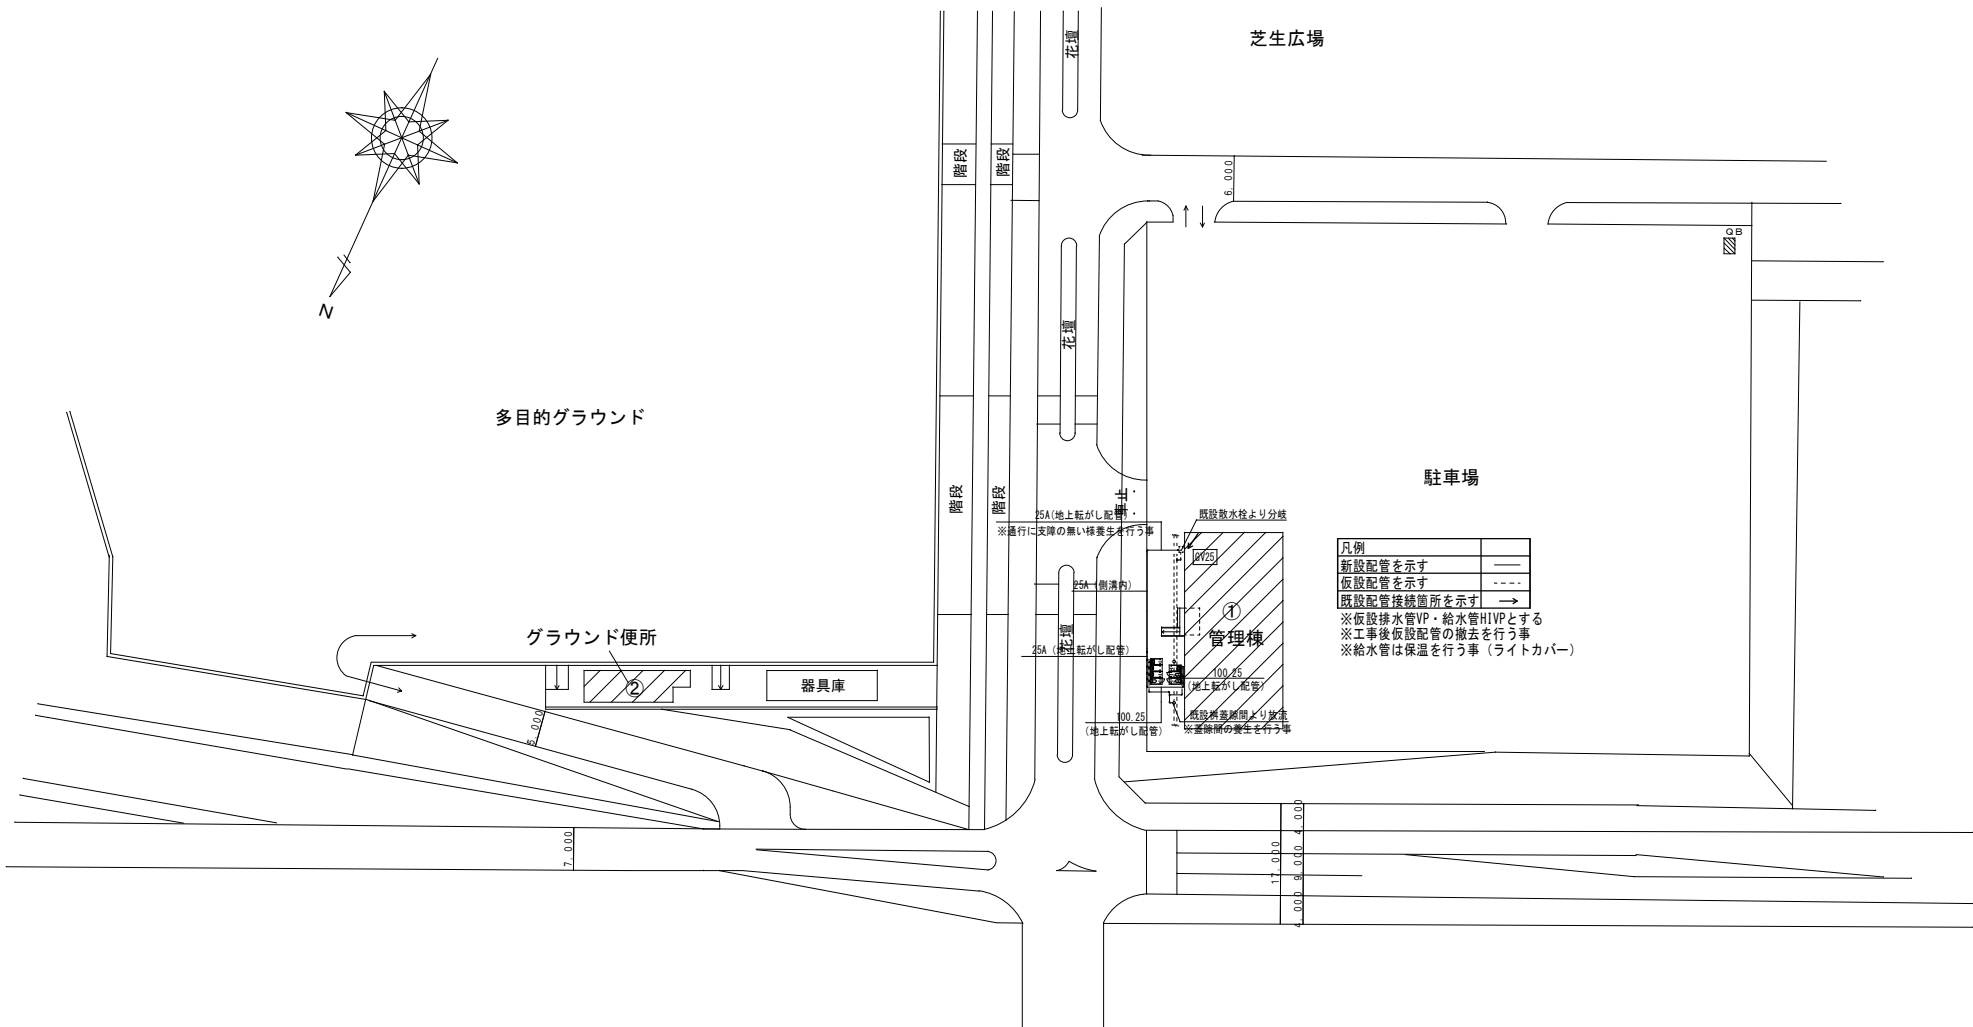 芝生広場
花壇
階段
階段
6,000
QB
N
花壇
多目的グラウンド
駐車場
階段
階段
車止
25A(地上転がし配管)
※通行に支障の無い様養生を行う事
既設散水栓より分岐
GV25
凡例
新設配管を示す
仮設配管を示す
既設配管接続箇所を示す
※仮設排水管VP・給水管HIVPとする
※工事後仮設配管の撤去を行う事
※給水管は保温を行う事(ライトカバー)
25A(側溝内)
①
管理棟
花壇
グラウンド便所
25A(地上転がし配管)
②
器具庫
100.25
(地上転がし配管)
100.25
(地上転がし配管)
既設桝蓋隙間より放流
※蓋隙間の養生を行う事
5,000
7,000
17,000
4,000
9,000
4,000